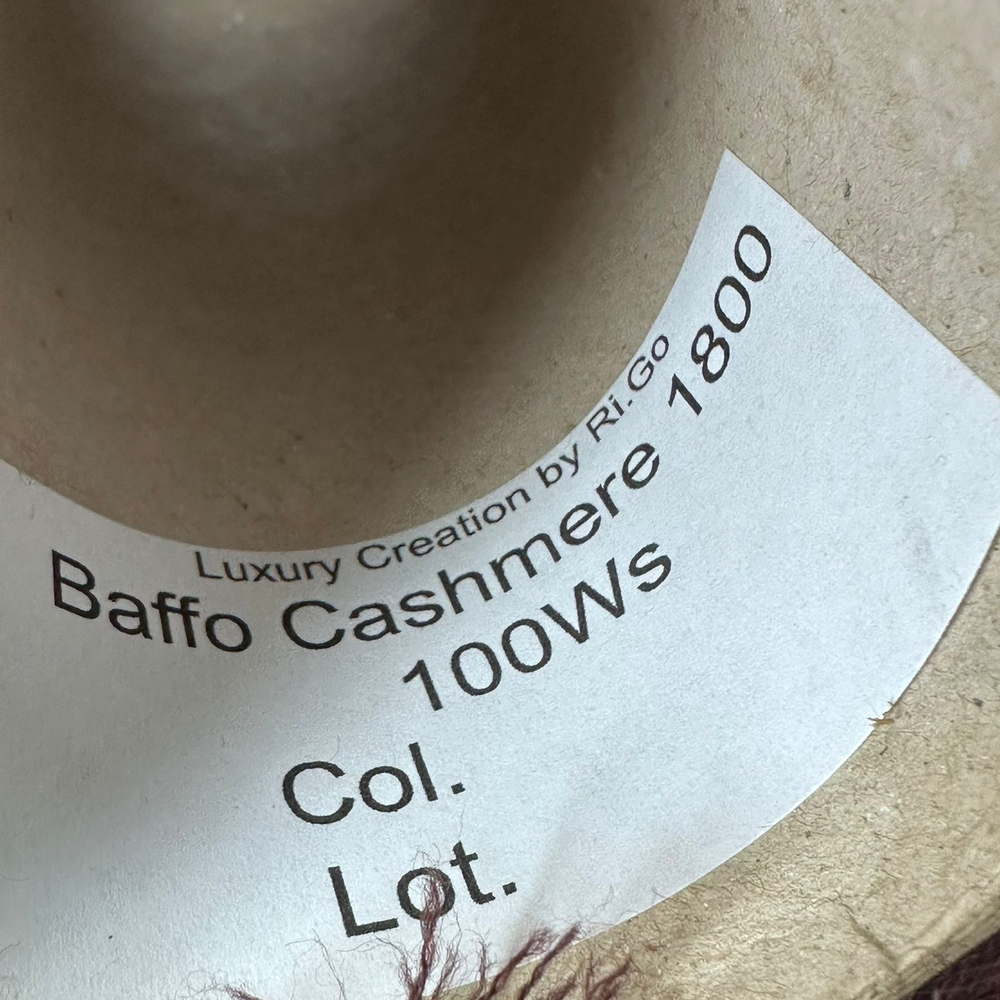 Luxury Creation by Ri.Go
Baffo Cashmere 1800
100Ws
Col.
Lot.